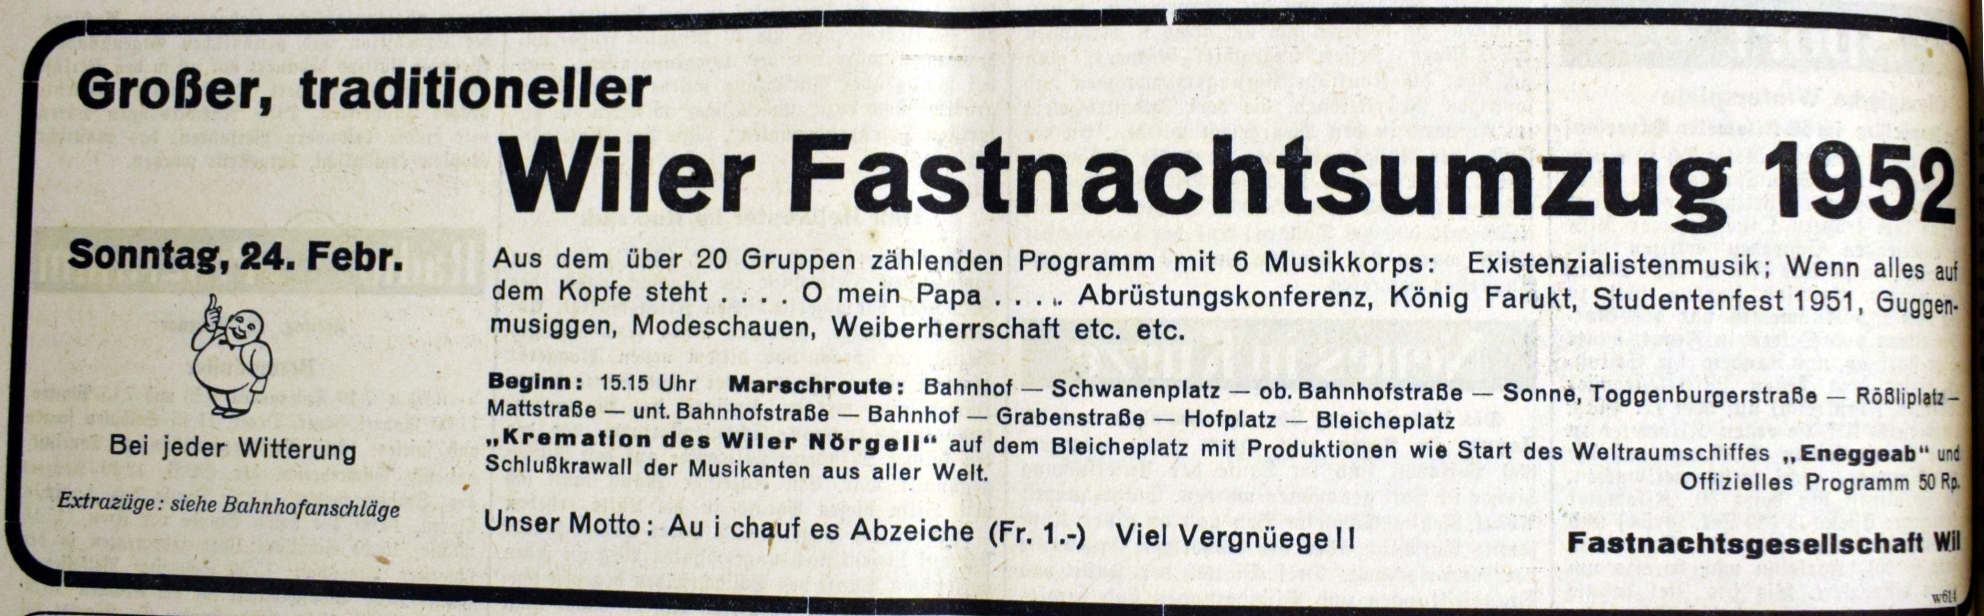 Großer, traditioneller
Wiler Fastnachtsumzug 1952
Sonntag, 24. Febr.
Bei jeder Witterung
Extrazüge: siehe Bahnhofanschläge
Aus dem über 20 Gruppen zählenden Programm mit 6 Musikkorps: Existenzialistenmusik; Wenn alles auf
dem Kopfe steht . . . . O mein Papa . . . . Abrüstungskonferenz, König Farukt, Studentenfest 1951, Guggen-
musiggen, Modeschauen, Weiberherrschaft etc. etc.
Beginn: 15.15 Uhr Marschroute: Bahnhof — Schwanenplatz — ob. Bahnhofstraße — Sonne, Toggenburgerstraße — Rößliplatz —
Mattstraße — unt. Bahnhofstraße — Bahnhof — Grabenstraße — Hofplatz — Bleicheplatz
„Kremation des Wiler Nörgeli“ auf dem Bleicheplatz mit Produktionen wie Start des Weltraumschiffes „Eneggeab“ und
Schlußkrawall der Musikanten aus aller Welt.
Offizielles Programm 50 Rp.
Unser Motto: Au i chauf es Abzeiche (Fr. 1.-) Viel Vergnüege!!
Fastnachtsgesellschaft Wil
w614